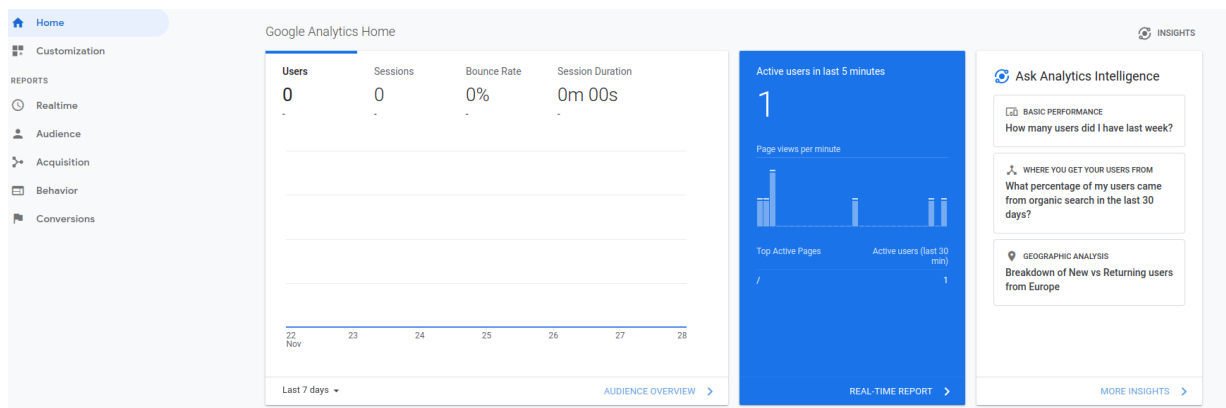 Home
Customization
REPORTS
Realtime
Audience
Acquisition
Behavior
Conversions
Google Analytics Home
INSIGHTS
Users Sessions Bounce Rate Session Duration
0 0 0% 0m 00s
- - - -
22 23 24 25 26 27 28
Nov
Last 7 days
AUDIENCE OVERVIEW
Active users in last 5 minutes
1
Page views per minute
Top Active Pages Active users (last 30
min)
/ 1
REAL-TIME REPORT
Ask Analytics Intelligence
BASIC PERFORMANCE
How many users did I have last week?
WHERE YOU GET YOUR USERS FROM
What percentage of my users came
from organic search in the last 30
days?
GEOGRAPHIC ANALYSIS
Breakdown of New vs Returning users
from Europe
MORE INSIGHTS